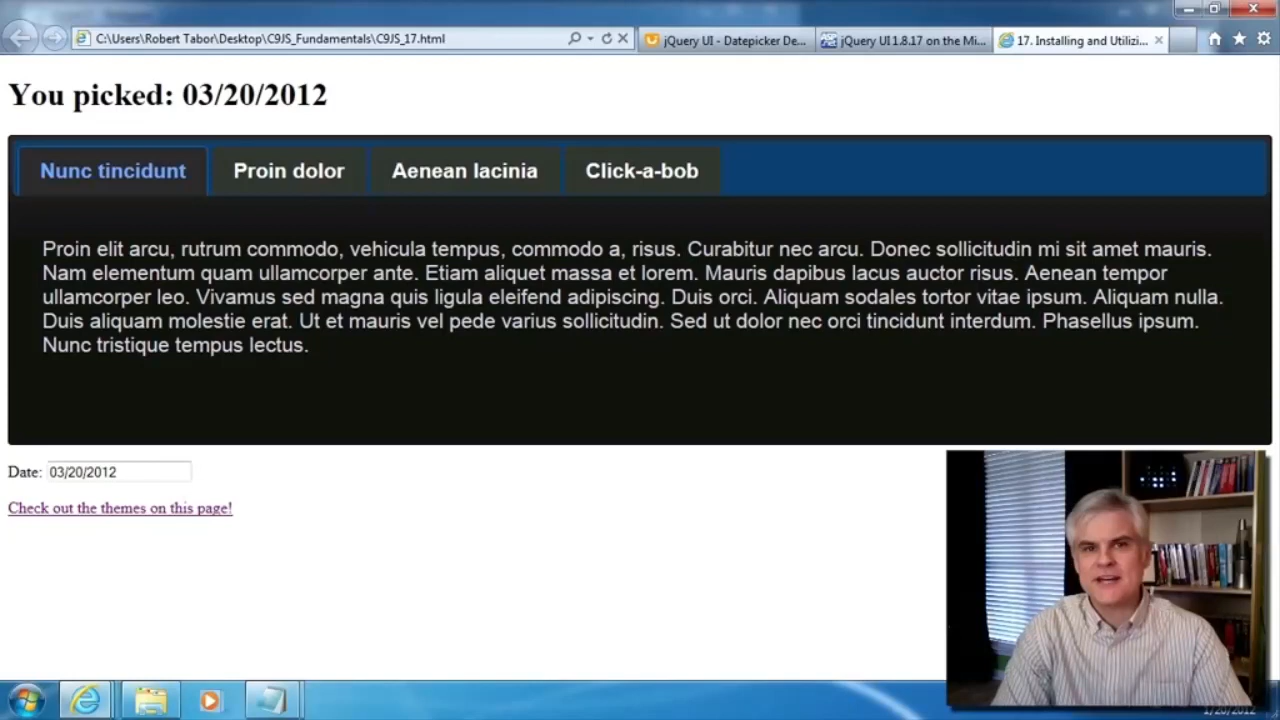 C:\Users\Robert Tabor\Desktop\C9JS_Fundamentals\C9JS_17.html
jQuery UI - Datepicker De...
jQuery UI 1.8.17 on the Mi...
17. Installing and Utilizi...
You picked: 03/20/2012
Nunc tincidunt
Proin dolor
Aenean lacinia
Click-a-bob
Proin elit arcu, rutrum commodo, vehicula tempus, commodo a, risus. Curabitur nec arcu. Donec sollicitudin mi sit amet mauris.
Nam elementum quam ullamcorper ante. Etiam aliquet massa et lorem. Mauris dapibus lacus auctor risus. Aenean tempor
ullamcorper leo. Vivamus sed magna quis ligula eleifend adipiscing. Duis orci. Aliquam sodales tortor vitae ipsum. Aliquam nulla.
Duis aliquam molestie erat. Ut et mauris vel pede varius sollicitudin. Sed ut dolor nec orci tincidunt interdum. Phasellus ipsum.
Nunc tristique tempus lectus.
Date: 03/20/2012
Check out the themes on this page!
1/20/2012